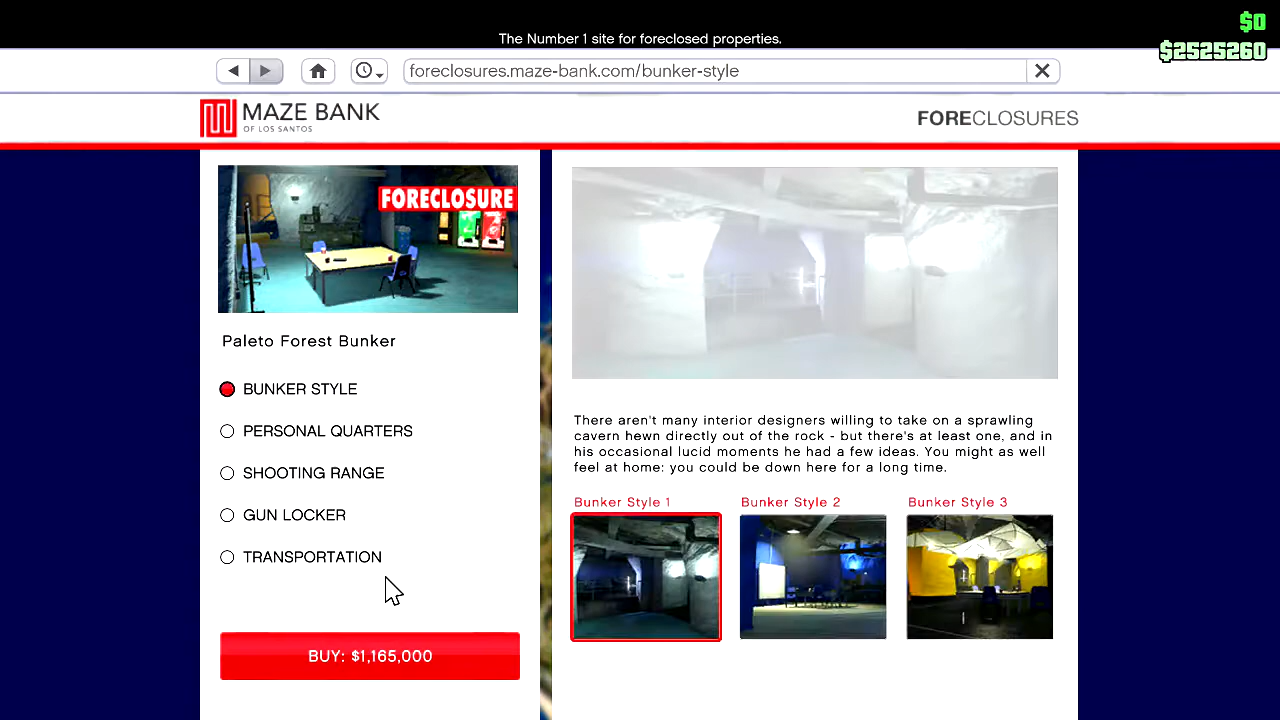 $0
The Number 1 site for foreclosed properties.
$2525260
foreclosures.maze-bank.com/bunker-style
MAZE BANK
OF LOS SANTOS
FORECLOSURES
FORECLOSURE
Paleto Forest Bunker
BUNKER STYLE
PERSONAL QUARTERS
SHOOTING RANGE
GUN LOCKER
TRANSPORTATION
BUY: $1,165,000
There aren't many interior designers willing to take on a sprawling
cavern hewn directly out of the rock - but there's at least one, and in
his occasional lucid moments he had a few ideas. You might as well
feel at home: you could be down here for a long time.
Bunker Style 1
Bunker Style 2
Bunker Style 3